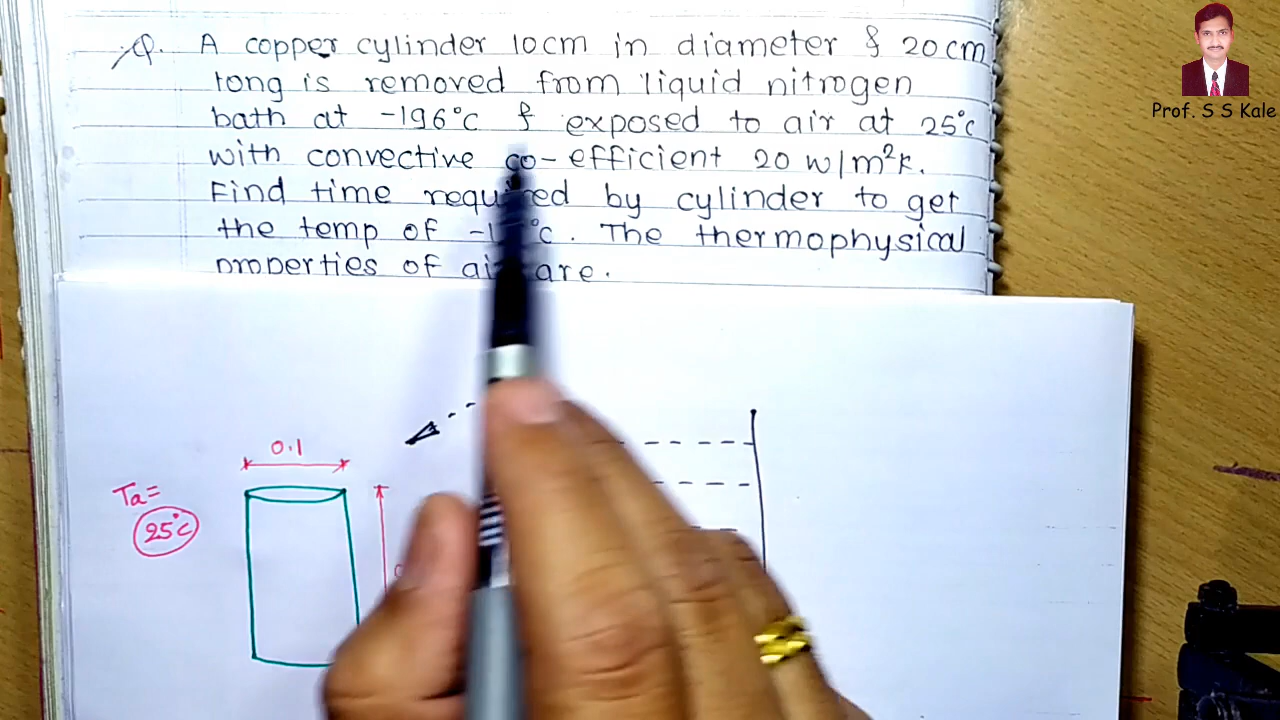 Q. A copper cylinder 10cm in diameter & 20cm
long is removed from liquid nitrogen
bath at -196°c & exposed to air at 25°c
with convective co-efficient 20 w/m²k.
Find time required by cylinder to get
the temp of °c. The thermophysical
properties of air are.
0.1
Ta=
25°c
Prof. S S Kale